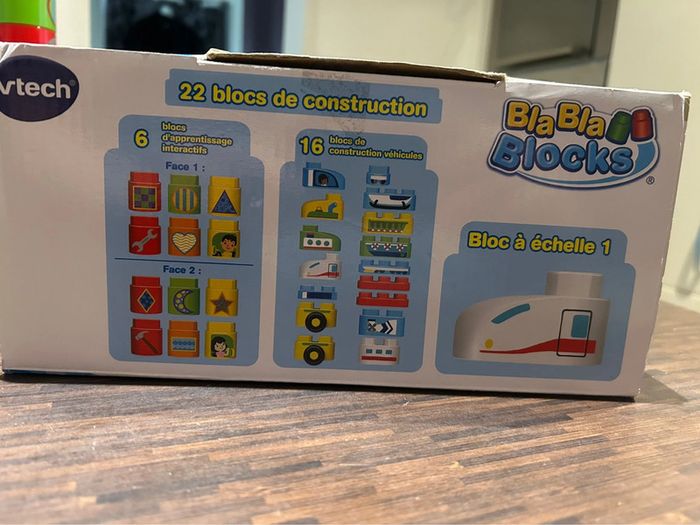 vtech®
22 blocs de construction
6 blocs
d'apprentissage
interactifs
Face 1 :
Face 2 :
16 blocs de
construction véhicules
Bla Bla
Blocks®
Bloc à échelle 1